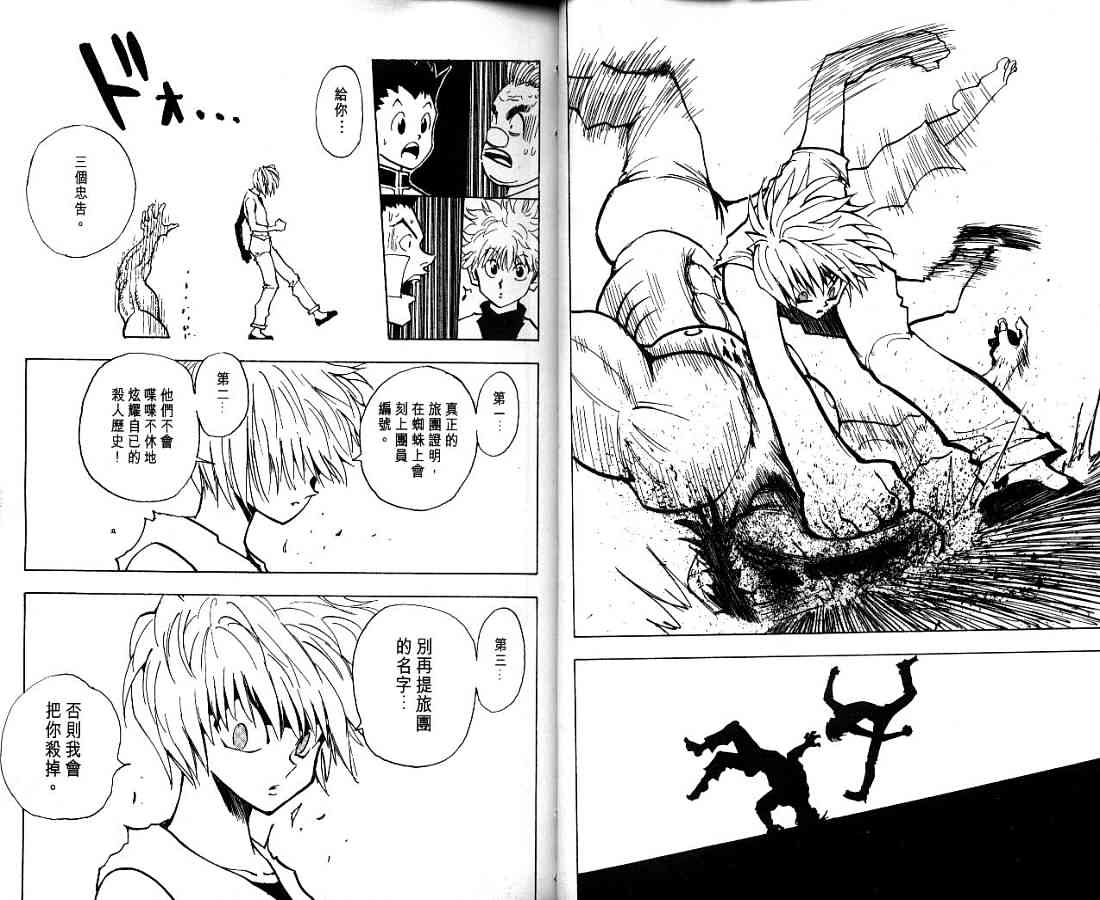 給你…
ドォ...
三個忠告。
第一…
真正的
旅團證明,
在蜘蛛上會
刻上團員
編號。
第二…
他們不會
喋喋不休地
炫耀自己的
殺人歷史!
第三…
別再提旅團
的名字…
否則我會
把你殺掉。